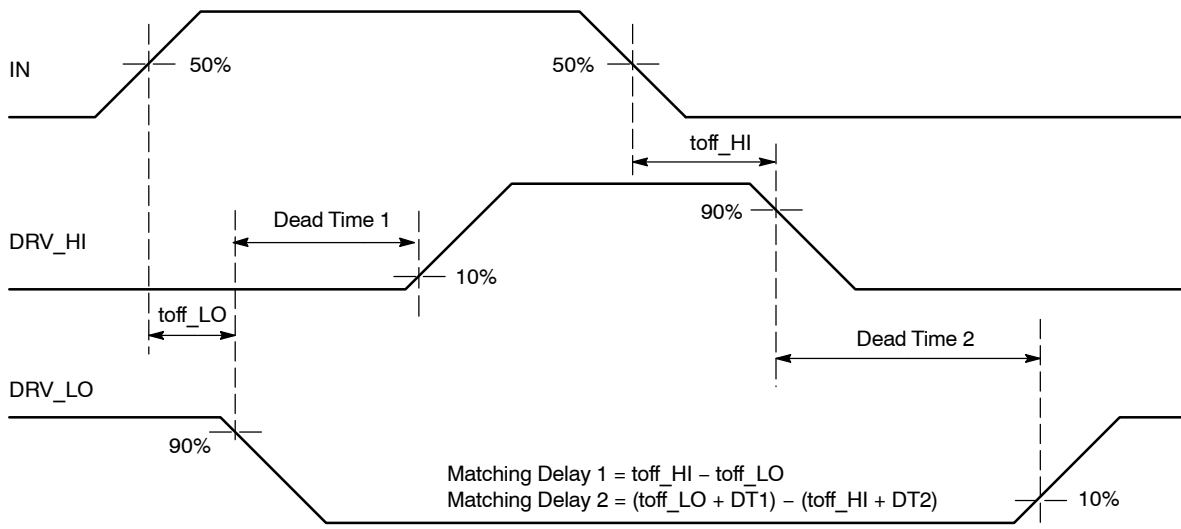 IN
50%
50%
toff_HI
Dead Time 1
90%
DRV_HI
10%
toff_LO
Dead Time 2
DRV_LO
90%
Matching Delay 1 = toff_HI − toff_LO
Matching Delay 2 = (toff_LO + DT1) − (toff_HI + DT2)
10%